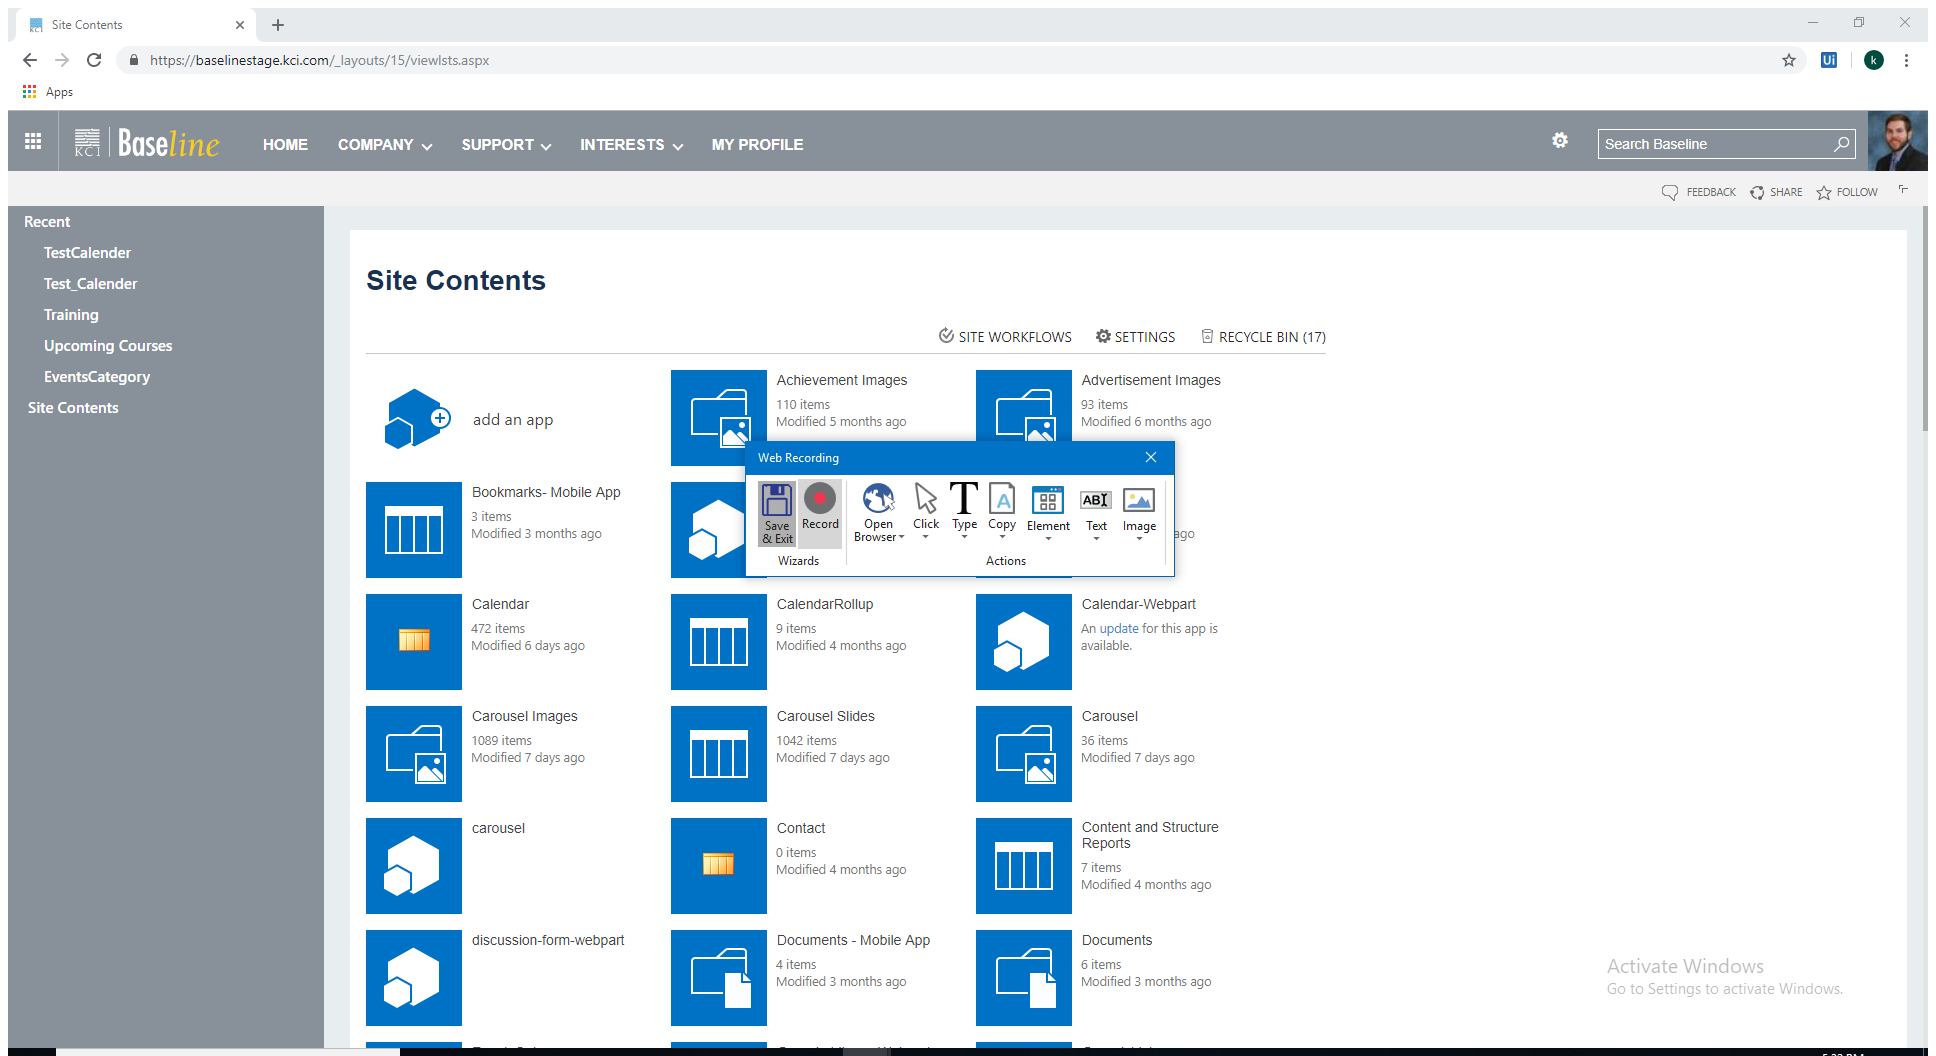 Site Contents
https://baselinestage.kci.com/_layouts/15/viewlsts.aspx
Ui
k
Apps
KCI
Baseline
HOME
COMPANY
SUPPORT
INTERESTS
MY PROFILE
Search Baseline
FEEDBACK
SHARE
FOLLOW
Recent
TestCalender
Test_Calender
Training
Upcoming Courses
EventsCategory
Site Contents
Site Contents
SITE WORKFLOWS
SETTINGS
RECYCLE BIN (17)
add an app
Achievement Images
110 items
Modified 5 months ago
Advertisement Images
93 items
Modified 6 months ago
Bookmarks- Mobile App
3 items
Modified 3 months ago
ago
Web Recording
Save
& Exit
Record
Wizards
Open
Browser
Click
T
Type
A
Copy
Element
ABI
Text
Image
Actions
Calendar
472 items
Modified 6 days ago
CalendarRollup
9 items
Modified 4 months ago
Calendar-Webpart
An update for this app is
available.
Carousel Images
1089 items
Modified 7 days ago
Carousel Slides
1042 items
Modified 7 days ago
Carousel
36 items
Modified 7 days ago
carousel
Contact
0 items
Modified 4 months ago
Content and Structure
Reports
7 items
Modified 4 months ago
discussion-form-webpart
Documents - Mobile App
4 items
Modified 3 months ago
Documents
6 items
Modified 3 months ago
Activate Windows
Go to Settings to activate Windows.